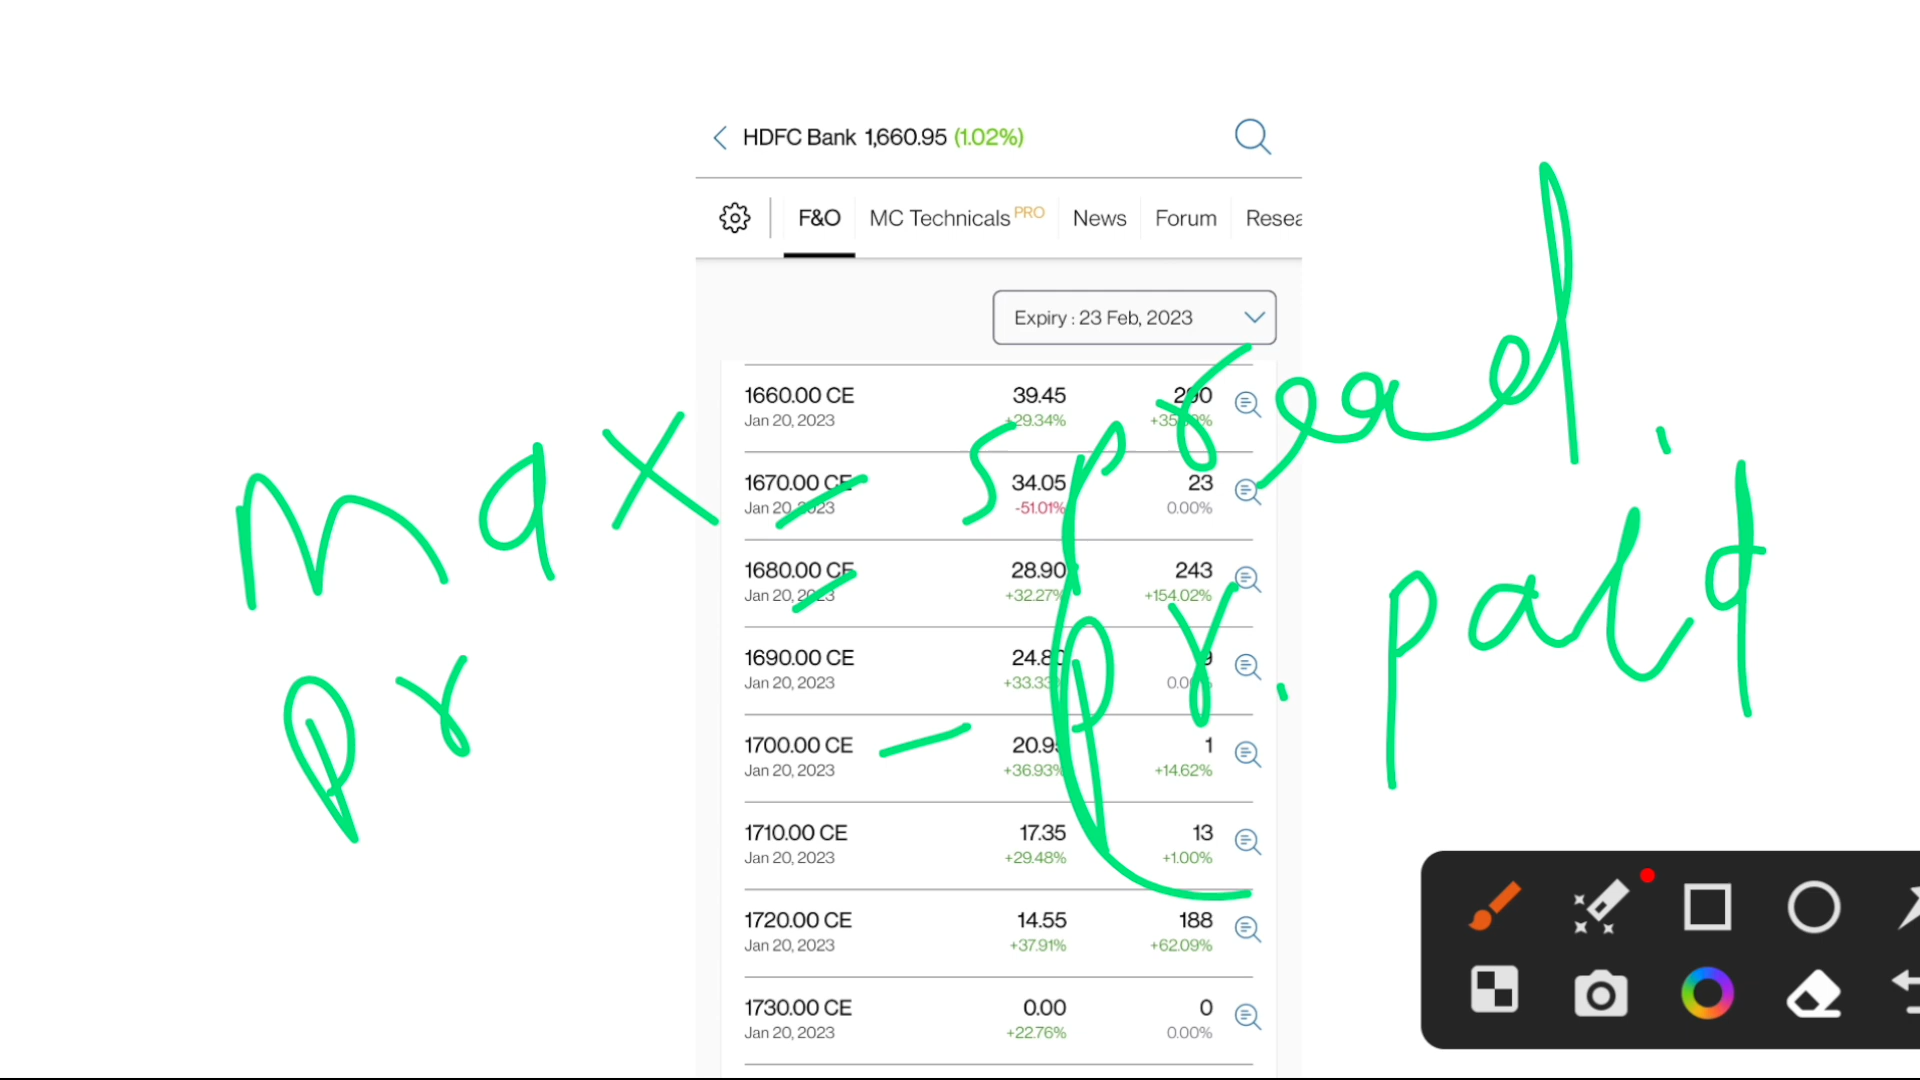 HDFC Bank 1,660.95 (1.02%)
F&O MC Technicals PRO News Forum Resea
Expiry : 23 Feb, 2023
1660.00 CE 39.45
Jan 20, 2023 +29.34%
1670.00 CE 34.05 23
Jan 20, 2023 -51.01% 0.00%
1680.00 CE 28.90 243
Jan 20, 2023 +32.27% +154.02%
1690.00 CE
Jan 20, 2023
1700.00 CE 20.95 1
Jan 20, 2023 +36.93% +14.62%
1710.00 CE 17.35 13
Jan 20, 2023 +29.48% +1.00%
1720.00 CE 14.55 188
Jan 20, 2023 +37.91% +62.09%
1730.00 CE 0.00 0
Jan 20, 2023 +22.76% 0.00%
max spread.
pr pr. paid